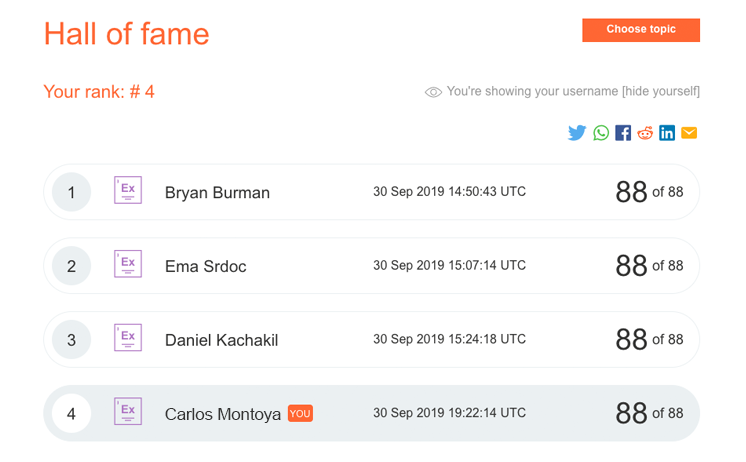 Hall of fame
Choose topic
Your rank: # 4
You're showing your username [hide yourself]
1 Ex Bryan Burman 30 Sep 2019 14:50:43 UTC 88 of 88
2 Ex Ema Srdoc 30 Sep 2019 15:07:14 UTC 88 of 88
3 Ex Daniel Kachakil 30 Sep 2019 15:24:18 UTC 88 of 88
4 Ex Carlos Montoya YOU 30 Sep 2019 19:22:14 UTC 88 of 88